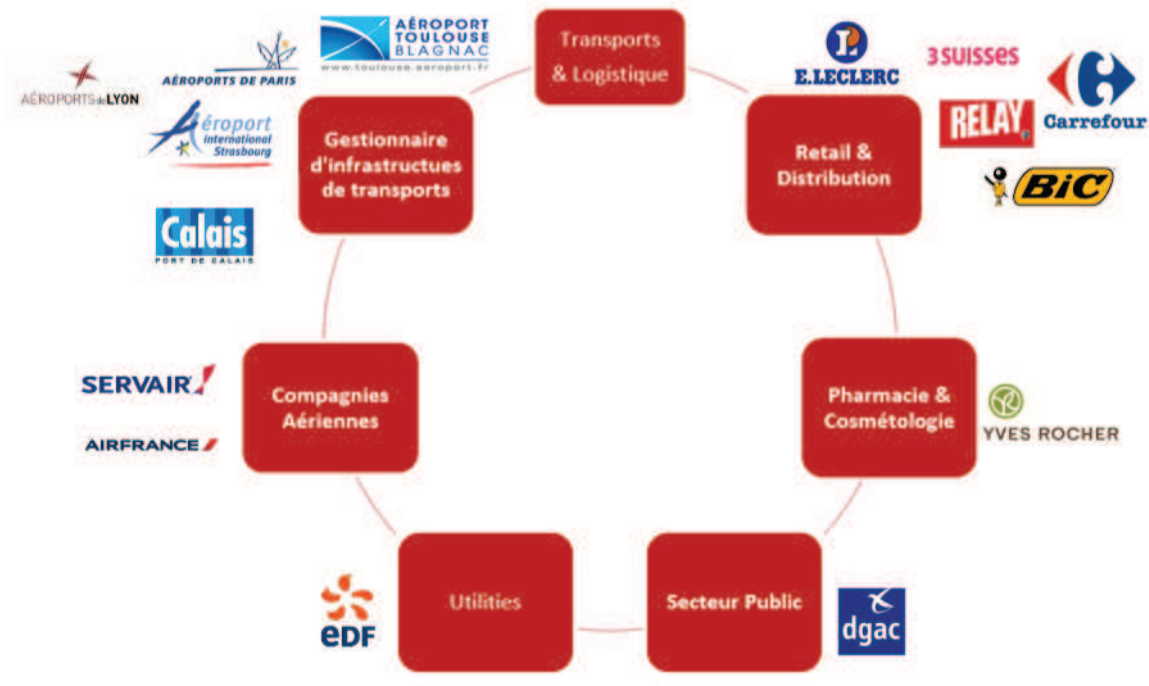 Transports
& Logistique
AÉROPORT
TOULOUSE
BLAGNAC
www.toulouse.aeroport.fr
AÉROPORTS DE PARIS
AÉROPORTS de LYON
Aéroport
international
Strasbourg
Gestionnaire
d'infrastructues
de transports
Calais
PORT DE CALAIS
E.LECLERC
3SUISSES
RELAY
Carrefour
BiC
Retail &
Distribution
SERVAIR
AIRFRANCE
Compagnies
Aériennes
Pharmacie &
Cosmétologie
YVES ROCHER
eDF
Utilities
Secteur Public
dgac